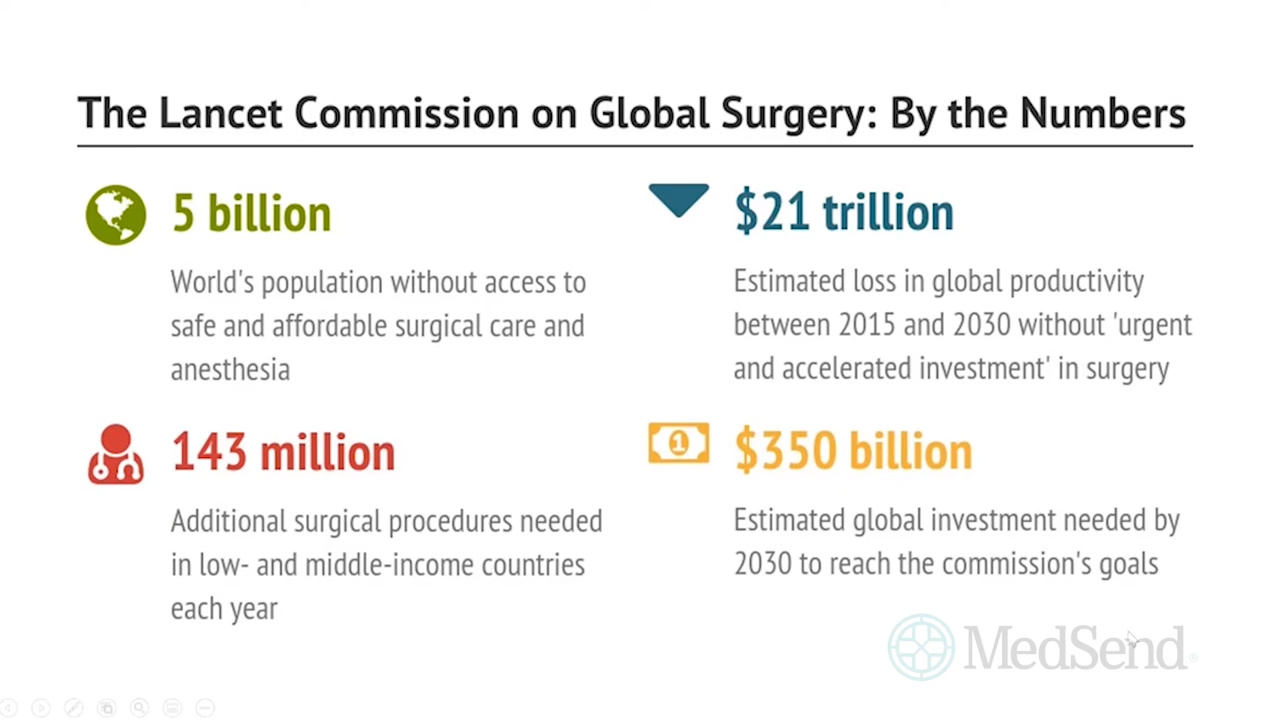 The Lancet Commission on Global Surgery: By the Numbers
5 billion
World's population without access to
safe and affordable surgical care and
anesthesia
$21 trillion
Estimated loss in global productivity
between 2015 and 2030 without 'urgent
and accelerated investment' in surgery
143 million
Additional surgical procedures needed
in low- and middle-income countries
each year
1
$350 billion
Estimated global investment needed by
2030 to reach the commission's goals
MedSend®